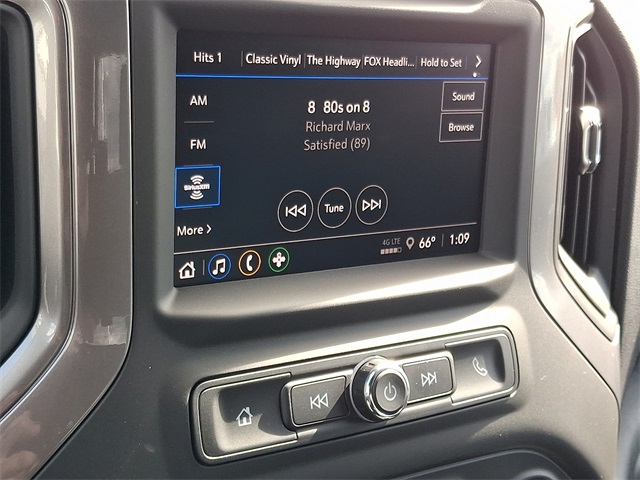 Hits 1 Classic Vinyl The Highway FOX Headli... Hold to Set
AM
8 80s on 8
Sound
Richard Marx
Browse
FM
Satisfied (89)
SiriusXM
Tune
More
4G LTE 66° 1:09